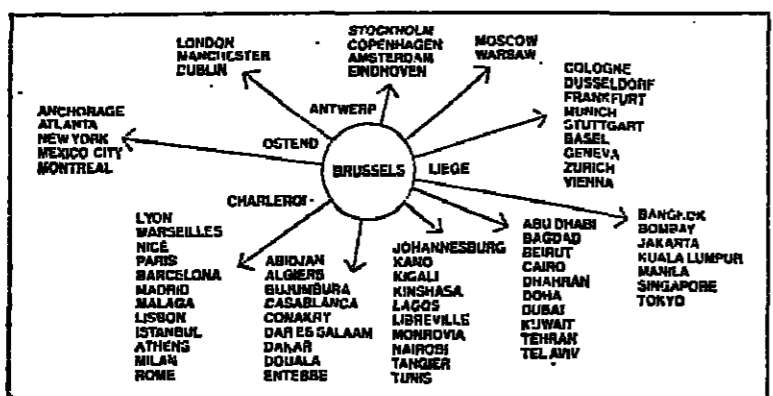 LONDON
MANCHESTER
DUBLIN
STOCKHOLM
COPENHAGEN
AMSTERDAM
EINDHOVEN
MOSCOW
WARSAW
COLOGNE
DUSSELDORF
FRANKFURT
MUNICH
STUTTGART
BASEL
GENEVA
ZURICH
VIENNA
ANCHORAGE
ATLANTA
NEW YORK
MEXICO CITY
MONTREAL
ANTWERP
OSTEND
BRUSSELS
LIEGE
CHARLEROI
LYON
MARSEILLES
NICE
PARIS
BARCELONA
MADRID
MALAGA
LISBON
ISTANBUL
ATHENS
MILAN
ROME
ABIDJAN
ALGIERS
BUJUMBURA
CASABLANCA
CONAKRY
DAR ES SALAAM
DAKAR
DOUALA
ENTEBBE
JOHANNESBURG
KANO
KIGALI
KINSHASA
LAGOS
LIBREVILLE
MONROVIA
NAIROBI
TANGIER
TUNIS
ABU DHABI
BAGDAD
BEIRUT
CAIRO
DHAHRAN
DOHA
DUBAI
KUWAIT
TEHRAN
TEL AVIV
BANGKOK
BOMBAY
JAKARTA
KUALA LUMPUR
MANILA
SINGAPORE
TOKYO